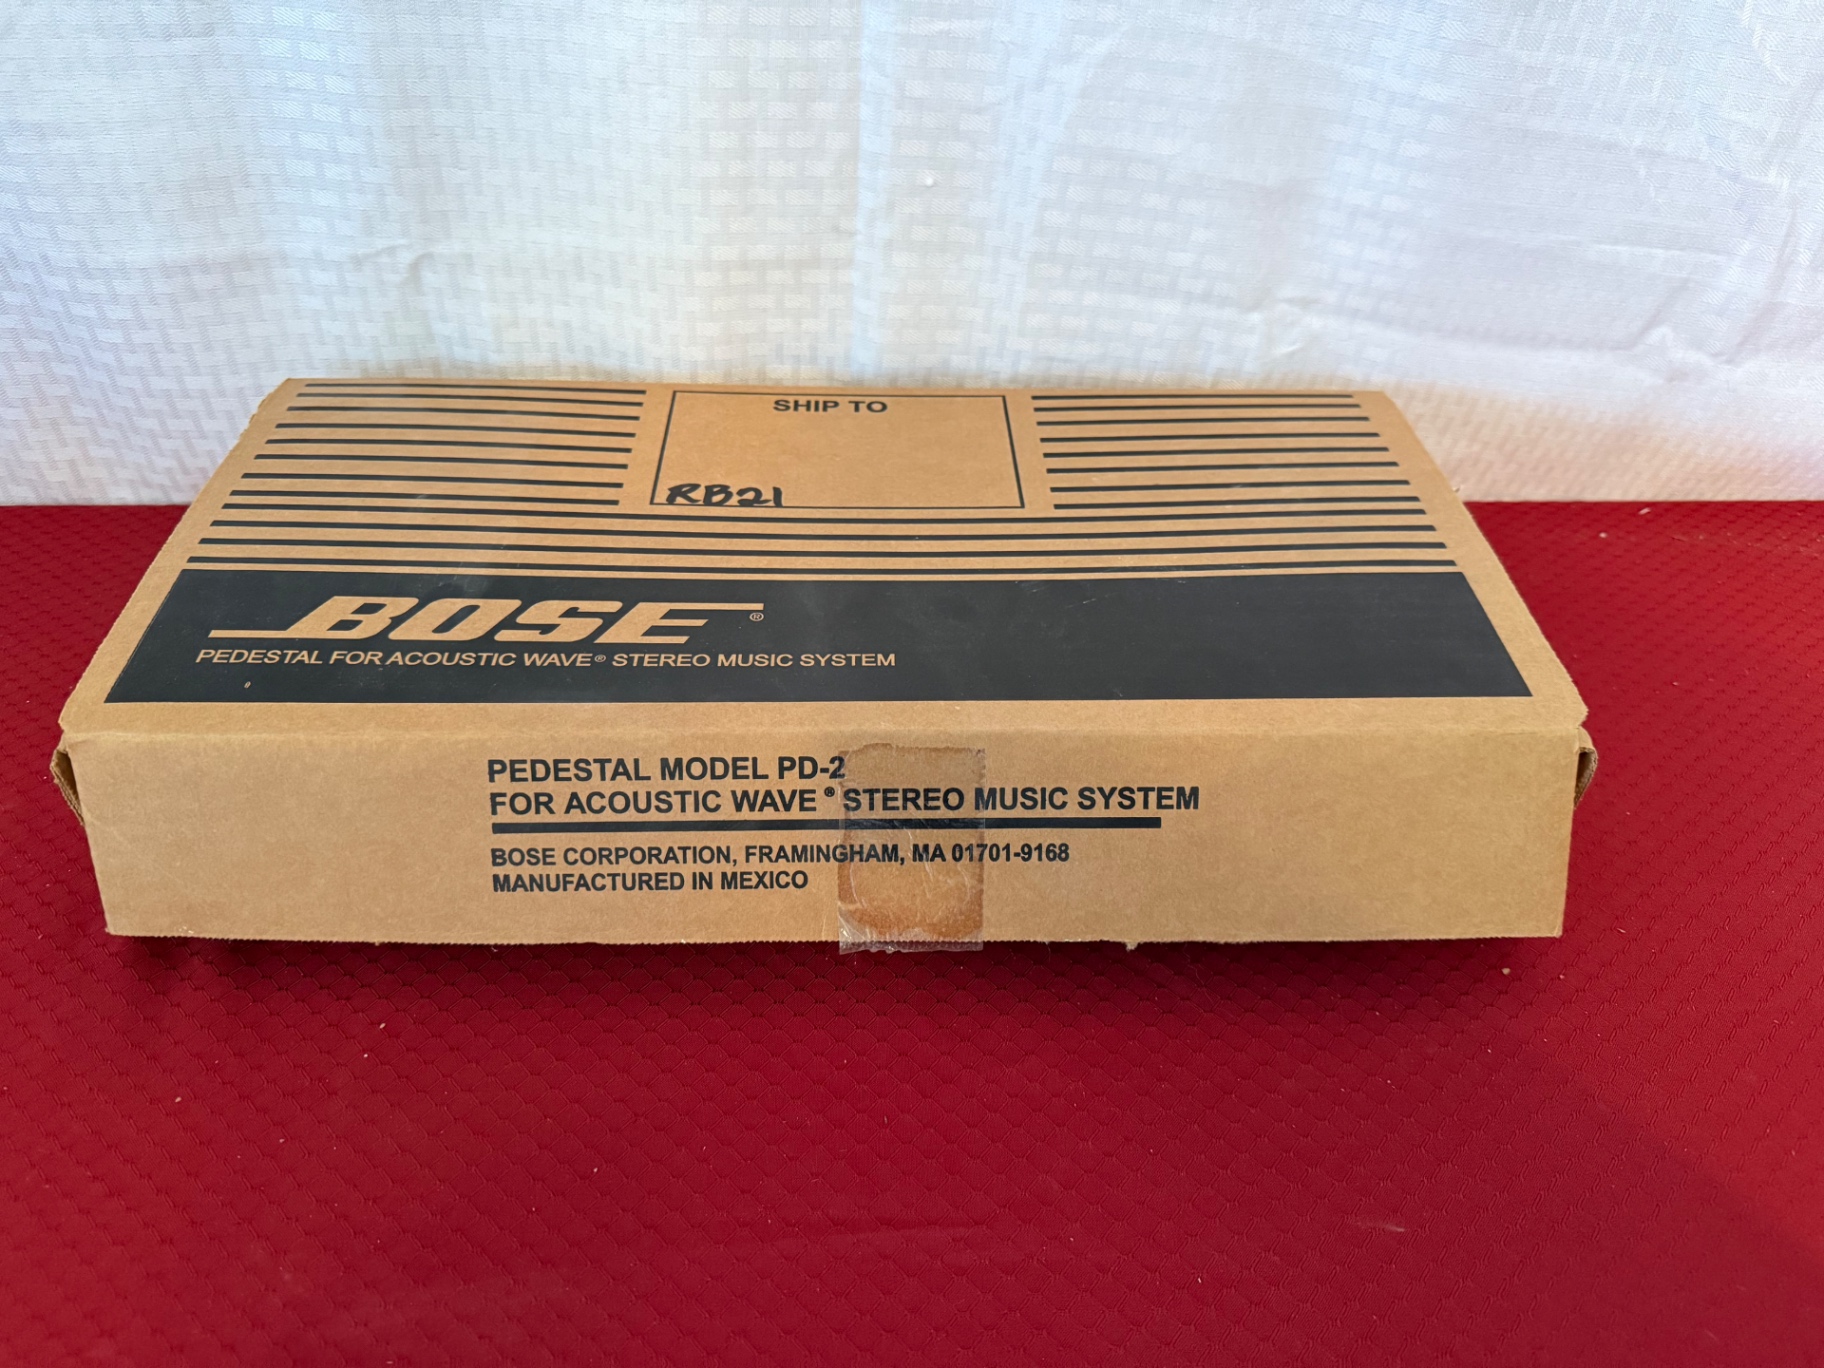 SHIP TO
RB21
BOSE®
PEDESTAL FOR ACOUSTIC WAVE® STEREO MUSIC SYSTEM
PEDESTAL MODEL PD-2
FOR ACOUSTIC WAVE® STEREO MUSIC SYSTEM
BOSE CORPORATION, FRAMINGHAM, MA 01701-9168
MANUFACTURED IN MEXICO